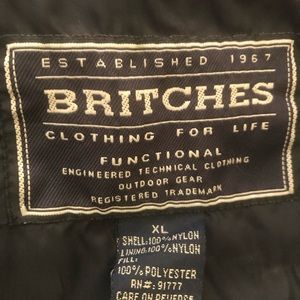 ESTABLISHED 1967
BRITCHES
CLOTHING FOR LIFE
FUNCTIONAL
ENGINEERED TECHNICAL CLOTHING
OUTDOOR GEAR
REGISTERED TRADEMARK
XL
SHELL:100%NYLON
LINING:100%NYLON
FILL:
100% POLYESTER
RN#: 91777
CARE ON REVERSE